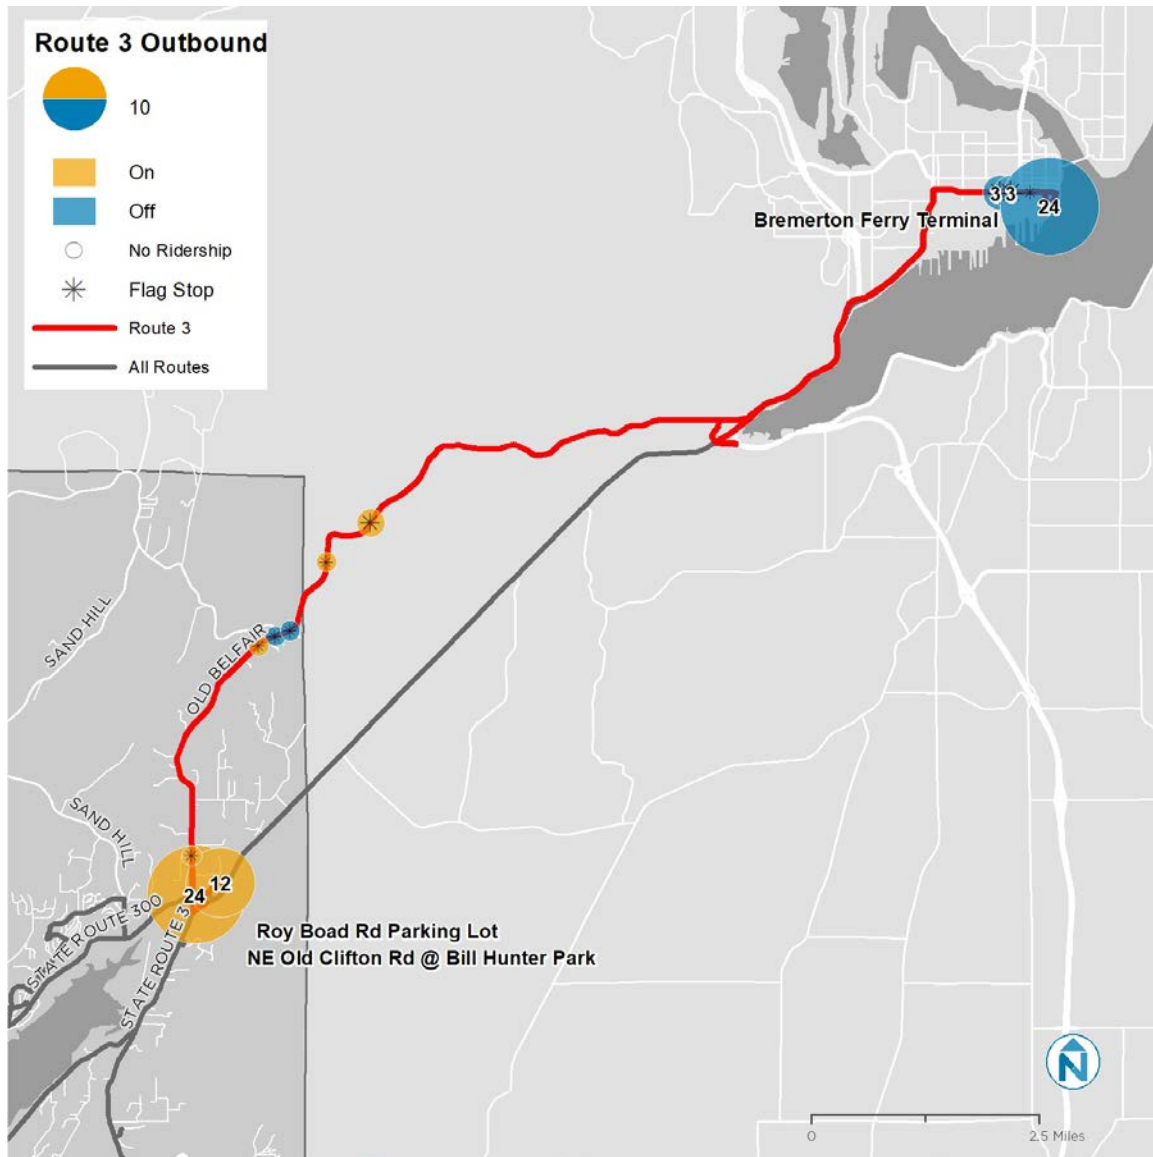 Route 3 Outbound
10
On
Off
No Ridership
Flag Stop
Route 3
All Routes
3 3
24
Bremerton Ferry Terminal
SAND HILL
OLD BELFAIR
SAND HILL
12
24
STATE ROUTE 300
STATE ROUTE 3
Roy Boad Rd Parking Lot
NE Old Clifton Rd @ Bill Hunter Park
N
0
2.5 Miles